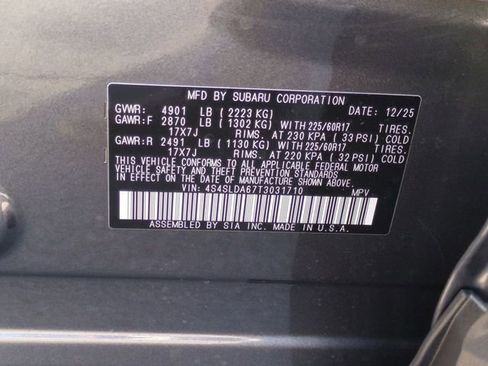 MFD BY SUBARU CORPORATION DATE: 12/25
GVWR: 4901 LB (2223 KG)
GAWR:F 2870 LB (1302 KG) WITH 225/60R17 TIRES.
17X7J RIMS. AT 230 KPA (33 PSI) COLD
GAWR:R 2491 LB (1130 KG) WITH 225/60R17 TIRES.
17X7J RIMS. AT 220 KPA (32 PSI) COLD
THIS VEHICLE CONFORMS TO ALL APPLICABLE FEDERAL MOTOR
VEHICLE SAFETY AND THEFT PREVENTION STANDARDS
IN EFFECT ON THE DATE OF MANUFACTURE SHOWN ABOVE.
VIN: 4S4SLDA67T3031710 MPV
ASSEMBLED BY SIA INC. MADE IN U.S.A.